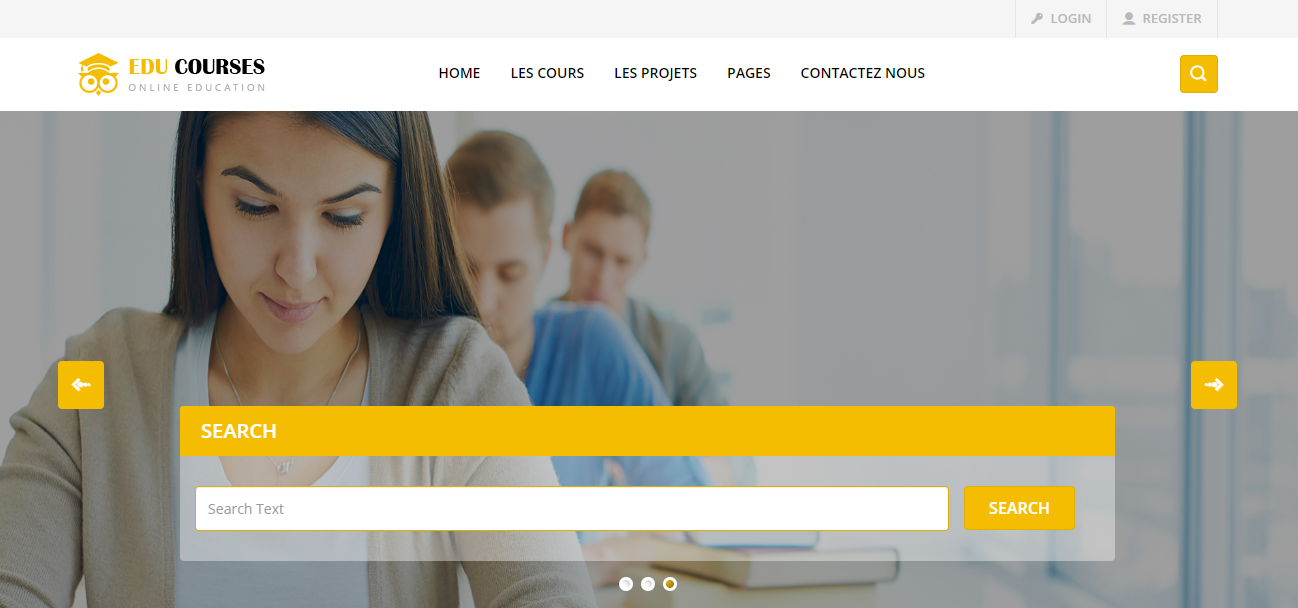 LOGIN REGISTER
EDU COURSES
ONLINE EDUCATION
HOME LES COURS LES PROJETS PAGES CONTACTEZ NOUS
SEARCH
Search Text SEARCH